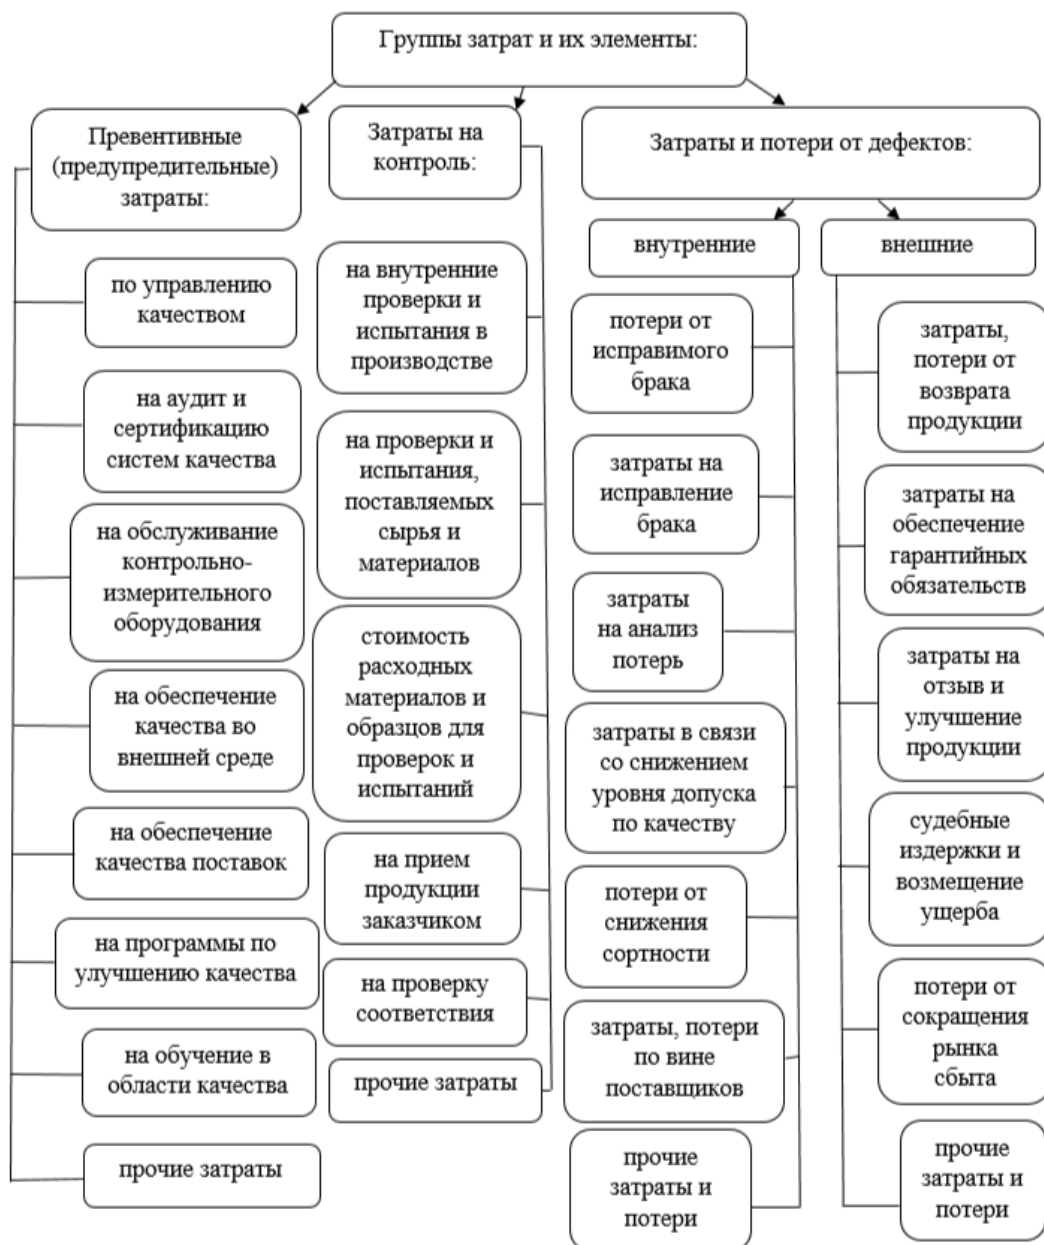 Группы затрат и их элементы:
Превентивные
(предупредительные)
затраты:
по управлению
качеством
на аудит и
сертификацию
систем качества
на обслуживание
контрольно-
измерительного
оборудования
на обеспечение
качества во
внешней среде
на обеспечение
качества поставок
на программы по
улучшению качества
на обучение в
области качества
прочие затраты
Затраты на
контроль:
на внутренние
проверки и
испытания в
производстве
на проверки и
испытания,
поставляемых
сырья и
материалов
стоимость
расходных
материалов и
образцов для
проверок и
испытаний
на прием
продукции
заказчиком
на проверку
соответствия
прочие затраты
Затраты и потери от дефектов:
внутренние
потери от
исправимого
брака
затраты на
исправление
брака
затраты
на анализ
потерь
затраты в связи
со снижением
уровня допуска
по качеству
потери от
снижения
сортности
затраты, потери
по вине
поставщиков
прочие
затраты и
потери
внешние
затраты,
потери от
возврата
продукции
затраты на
обеспечение
гарантийных
обязательств
затраты на
отзыв и
улучшение
продукции
судебные
издержки и
возмещение
ущерба
потери от
сокращения
рынка
сбыта
прочие
затраты и
потери